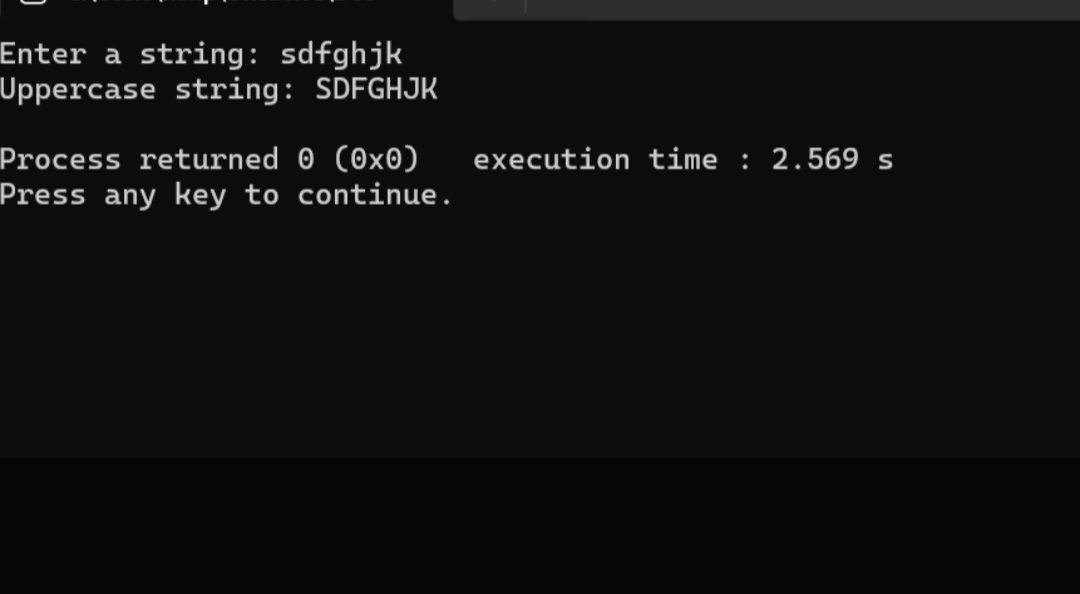 Enter a string: sdfghjk
Uppercase string: SDFGHJK
Process returned 0 (0x0)   execution time : 2.569 s
Press any key to continue.